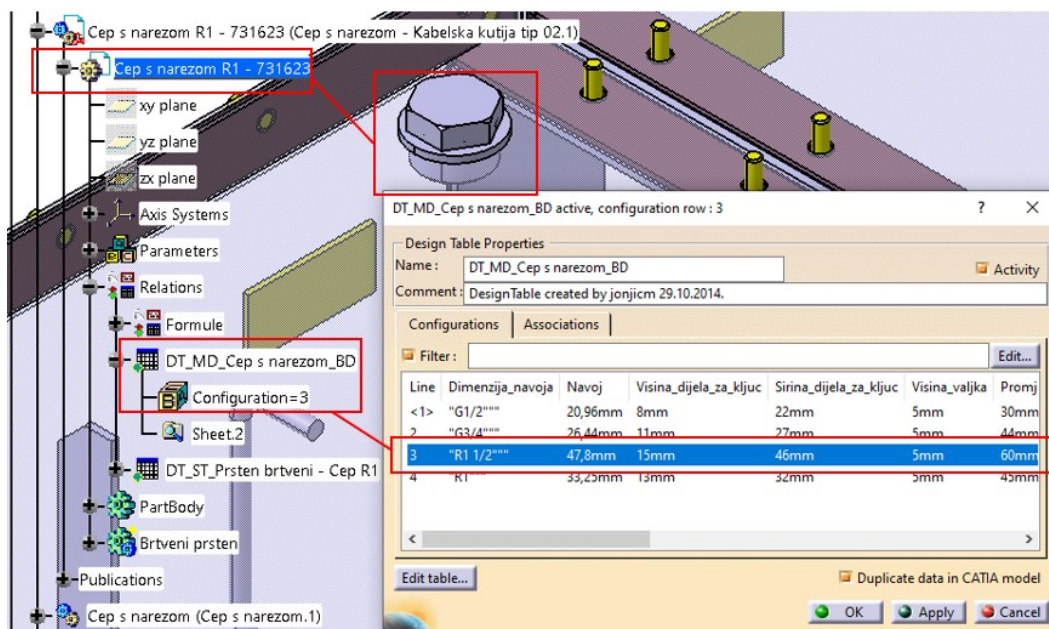 Cep s narezom R1 - 731623 (Cep s narezom - Kabelska kutija tip 02.1)
Cep s narezom R1 - 731623
xy plane
yz plane
zx plane
Axis Systems
Parameters
Relations
Formule
DT_MD_Cep s narezom_BD
Configuration=3
Sheet.2
DT_ST_Prsten brtveni - Cep R1
PartBody
Brtveni prsten
Publications
Cep s narezom (Cep s narezom.1)
DT_MD_Cep s narezom_BD active, configuration row : 3 ? X
Design Table Properties
Name : DT_MD_Cep s narezom_BD Activity
Comment : DesignTable created by jonjicm 29.10.2014.
Configurations Associations
Filter : Edit...
Line Dimenzija_navoja Navoj Visina_dijela_za_kljuc Sirina_dijela_za_kljuc Visina_valjka Promj
<1> "G1/2""" 20,96mm 8mm 22mm 5mm 30mm
2 "G3/4""" 26,44mm 11mm 27mm 5mm 44mm
3 "R1 1/2""" 47,8mm 15mm 46mm 5mm 60mm
4 "R1""" 33,25mm 13mm 32mm 5mm 45mm
Edit table... Duplicate data in CATIA model
OK Apply Cancel